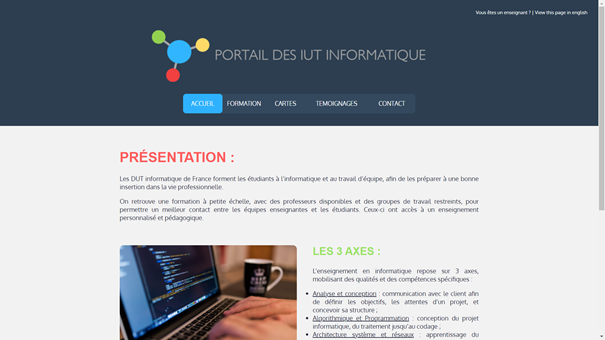 Vous êtes un enseignant ? | View this page in english
PORTAIL DES IUT INFORMATIQUE
ACCUEIL FORMATION CARTES TEMOIGNAGES CONTACT
PRÉSENTATION :
Les DUT informatique de France forment les étudiants à l'informatique et au travail d'équipe, afin de les préparer à une bonne
insertion dans la vie professionnelle.
On retrouve une formation à petite échelle, avec des professeurs disponibles et des groupes de travail restreints, pour
permettre un meilleur contact entre les équipes enseignantes et les étudiants. Ceux-ci ont accès à un enseignement
personnalisé et pédagogique.
LES 3 AXES :
L'enseignement en informatique repose sur 3 axes,
mobilisant des qualités et des compétences spécifiques :
Analyse et conception : communication avec le client afin
de définir les objectifs, les attentes d'un projet, et
concevoir sa structure ;
Algorithmique et Programmation : conception du projet
informatique, du traitement jusqu'au codage ;
Architecture système et réseaux : apprentissage du